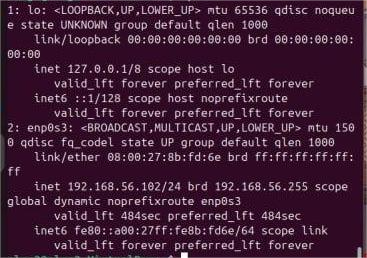 1: lo: <LOOPBACK,UP,LOWER_UP> mtu 65536 qdisc noqueu
e state UNKNOWN group default qlen 1000
link/loopback 00:00:00:00:00:00 brd 00:00:00:00:
00:00
inet 127.0.0.1/8 scope host lo
valid_lft forever preferred_lft forever
inet6 ::1/128 scope host noprefixroute
valid_lft forever preferred_lft forever
2: enp0s3: <BROADCAST,MULTICAST,UP,LOWER_UP> mtu 150
0 qdisc fq_codel state UP group default qlen 1000
link/ether 08:00:27:8b:fd:6e brd ff:ff:ff:ff:ff:
ff
inet 192.168.56.102/24 brd 192.168.56.255 scope
global dynamic noprefixroute enp0s3
valid_lft 484sec preferred_lft 484sec
inet6 fe80::a00:27ff:fe8b:fd6e/64 scope link
valid_lft forever preferred_lft forever